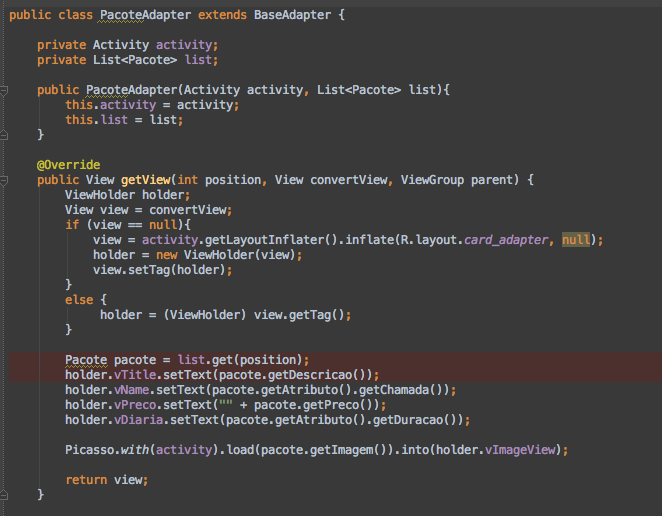 public class PacoteAdapter extends BaseAdapter {
private Activity activity;
private List<Pacote> list;
public PacoteAdapter(Activity activity, List<Pacote> list){
this.activity = activity;
this.list = list;
}
@Override
public View getView(int position, View convertView, ViewGroup parent) {
ViewHolder holder;
View view = convertView;
if (view == null){
view = activity.getLayoutInflater().inflate(R.layout.card_adapter, null);
holder = new ViewHolder(view);
view.setTag(holder);
}
else {
holder = (ViewHolder) view.getTag();
}
Pacote pacote = list.get(position);
holder.vTitle.setText(pacote.getDescricao());
holder.vName.setText(pacote.getAtributo().getChamada());
holder.vPreco.setText("" + pacote.getPreco());
holder.vDiaria.setText(pacote.getAtributo().getDuracao());
Picasso.with(activity).load(pacote.getImagem()).into(holder.vImageView);
return view;
}